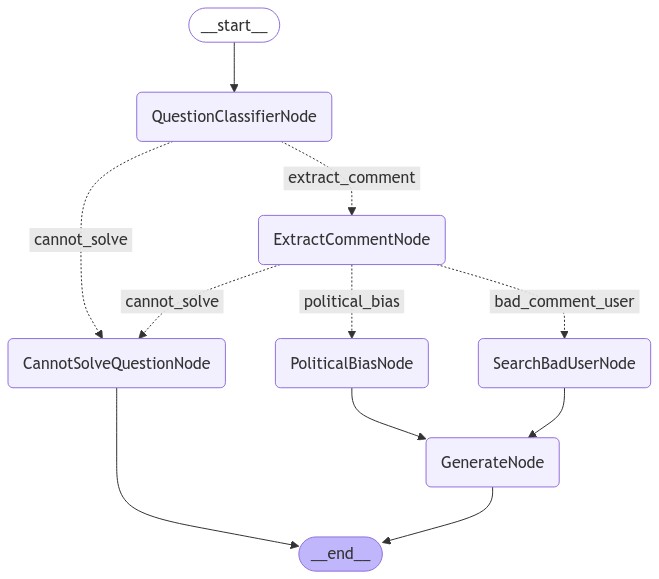 __start__
QuestionClassifierNode
extract_comment
cannot_solve
ExtractCommentNode
cannot_solve
political_bias
bad_comment_user
CannotSolveQuestionNode
PoliticalBiasNode
SearchBadUserNode
GenerateNode
__end__